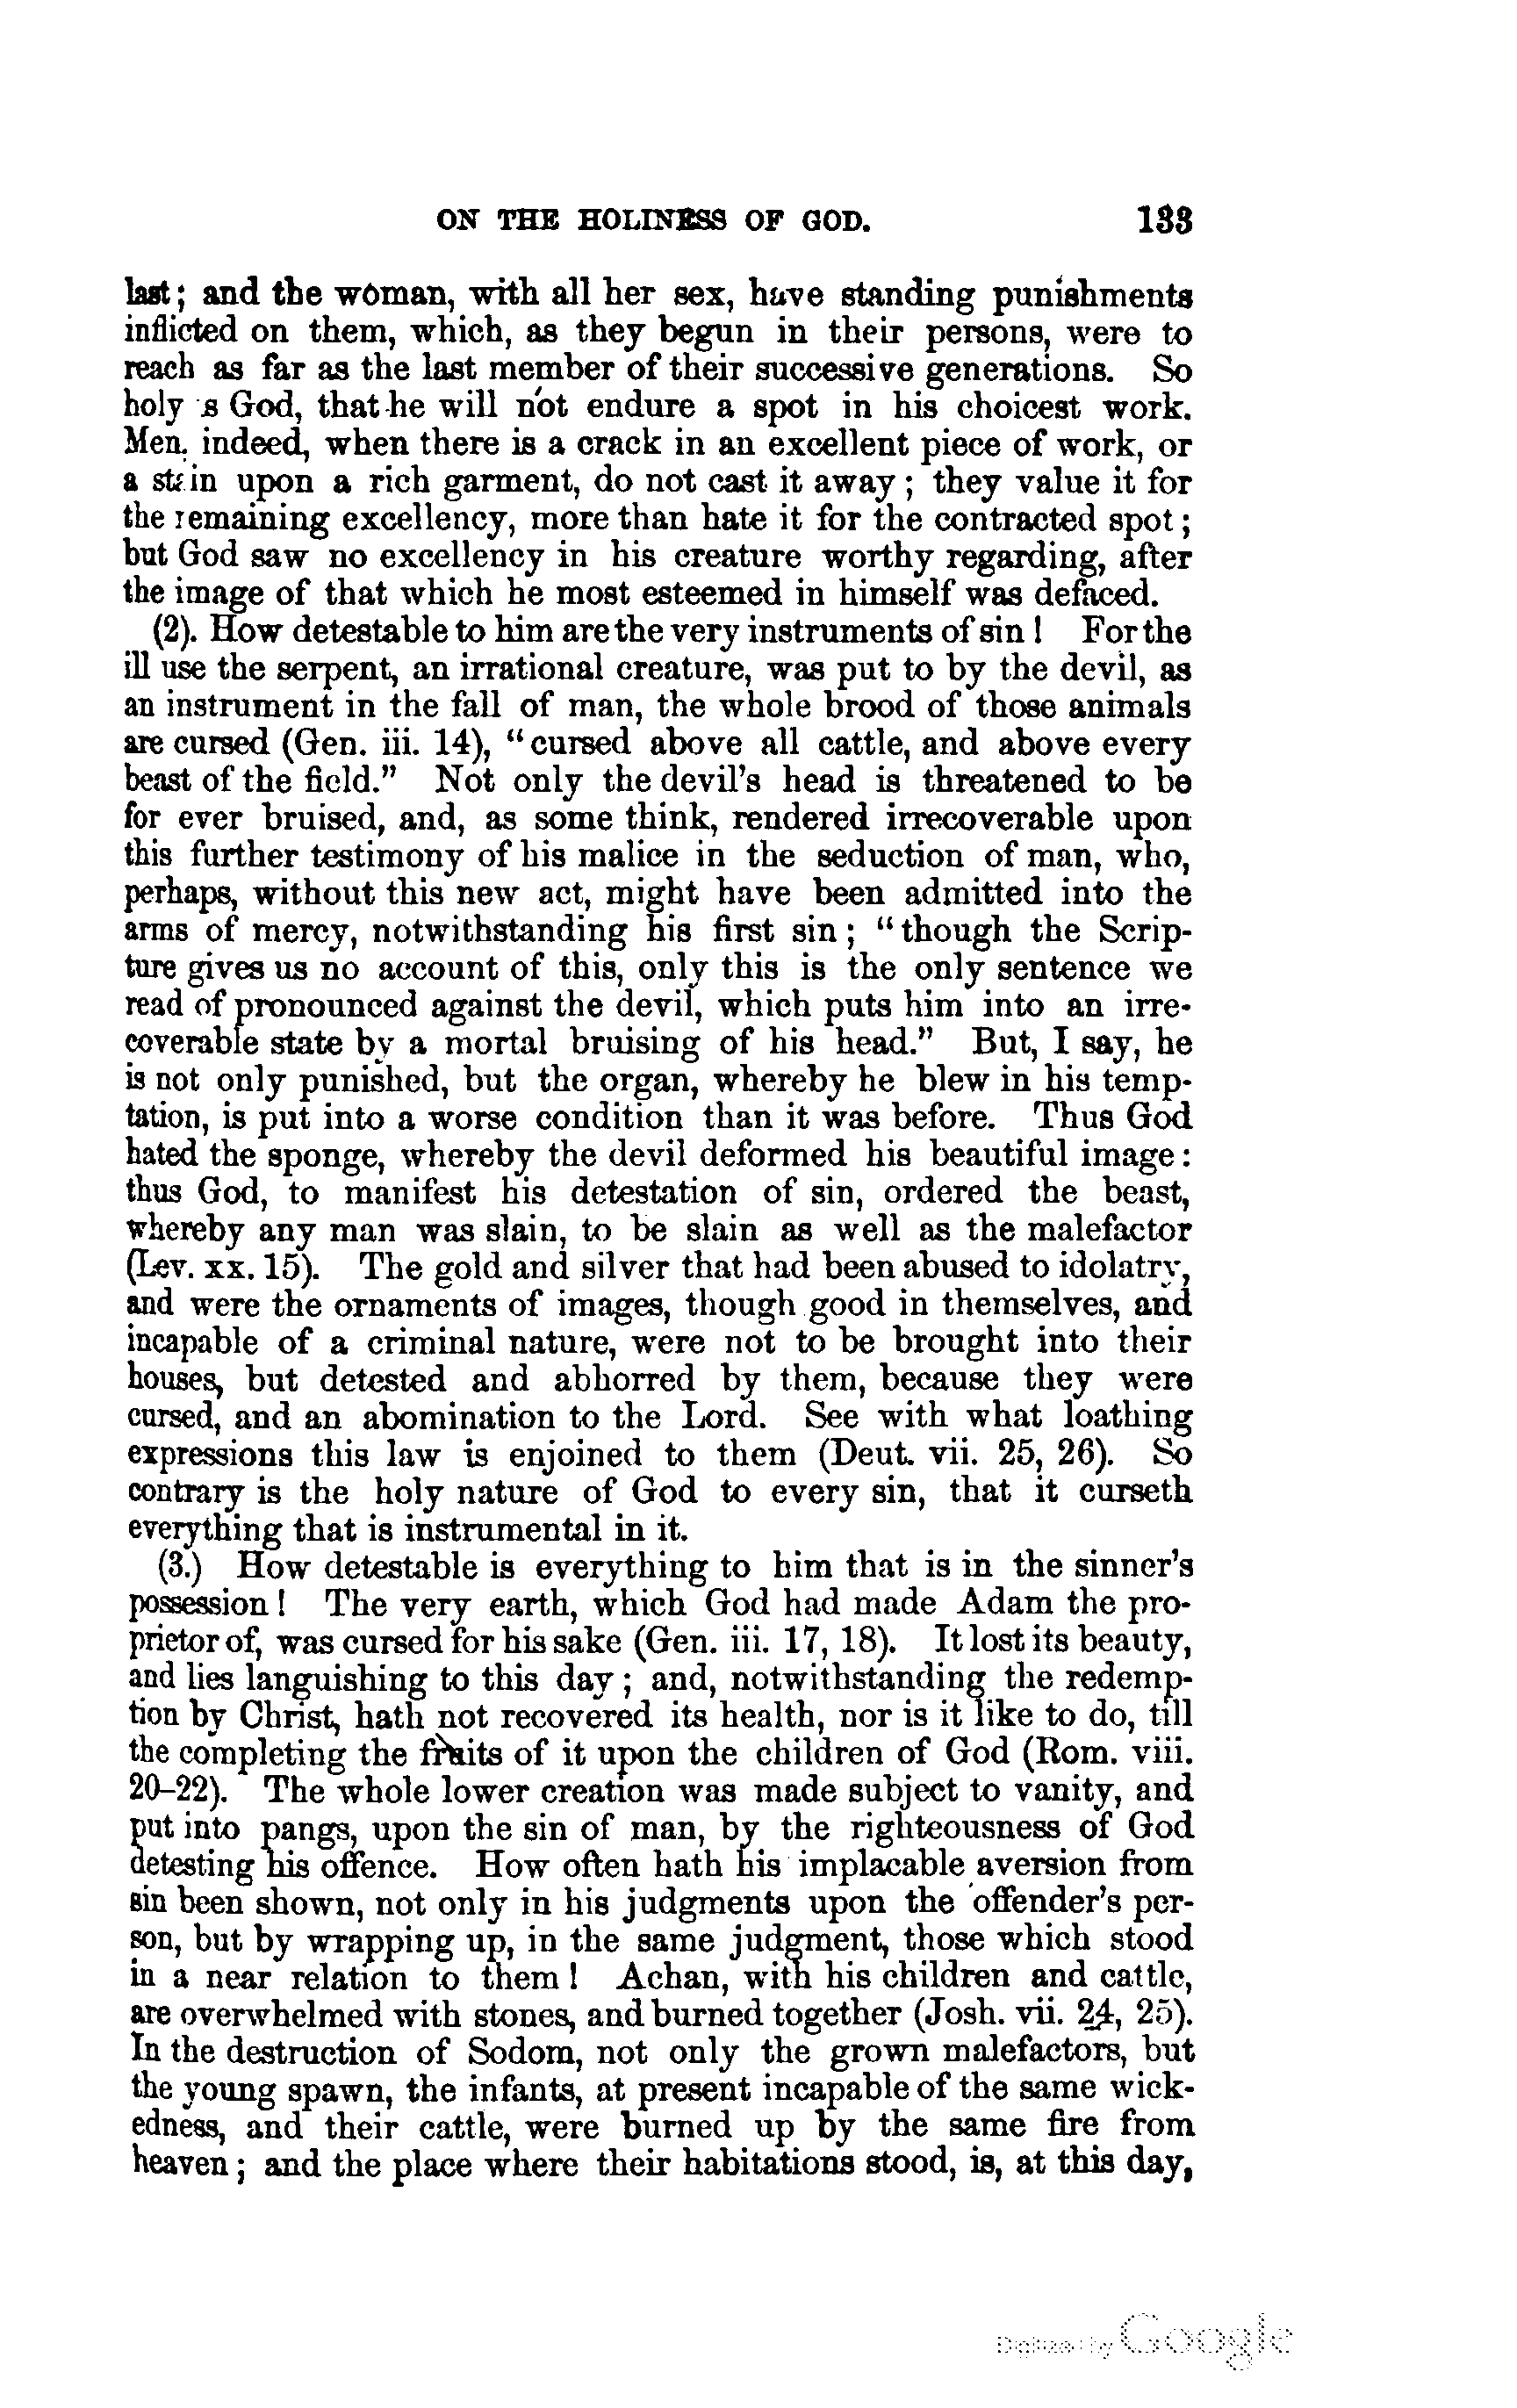 ON THE HOLINESS OF GOD. 133
last; and the woman, with all her sex, have standing punishments
inflicted on them, which, as they begun in their persons, were to
reach as far as the last member of their successive generations. So
holy s God, that he will not endure a spot in his choicest work.
Men, indeed, when there is a crack in an excellent piece of work, or
a stain upon a rich garment, do not cast it away; they value it for
the remaining excellency, more than hate it for the contracted spot;
but God saw no excellency in his creature worthy regarding, after
the image of that which he most esteemed in himself was defaced.
(2). How detestable to him are the very instruments of sin! For the
ill use the serpent, an irrational creature, was put to by the devil, as
an instrument in the fall of man, the whole brood of those animals
are cursed (Gen. iii. 14), “cursed above all cattle, and above every
beast of the field.” Not only the devil's head is threatened to be
for ever bruised, and, as some think, rendered irrecoverable upon
this further testimony of his malice in the seduction of man, who,
perhaps, without this new act, might have been admitted into the
arms of mercy, notwithstanding his first sin; “though the Scrip-
ture gives us no account of this, only this is the only sentence we
read of pronounced against the devil, which puts him into an irre-
coverable state by a mortal bruising of his head.” But, I say, he
is not only punished, but the organ, whereby he blew in his temp-
tation, is put into a worse condition than it was before. Thus God
hated the sponge, whereby the devil deformed his beautiful image:
thus God, to manifest his detestation of sin, ordered the beast,
whereby any man was slain, to be slain as well as the malefactor
(Lev. xx. 15). The gold and silver that had been abused to idolatry,
and were the ornaments of images, though good in themselves, and
incapable of a criminal nature, were not to be brought into their
houses, but detested and abhorred by them, because they were
cursed, and an abomination to the Lord. See with what loathing
expressions this law is enjoined to them (Deut. vii. 25, 26). So
contrary is the holy nature of God to every sin, that it curseth
everything that is instrumental in it.
(3.) How detestable is everything to him that is in the sinner's
possession! The very earth, which God had made Adam the pro-
prietor of, was cursed for his sake (Gen. iii. 17, 18). It lost its beauty,
and lies languishing to this day; and, notwithstanding the redemp-
tion by Christ, hath not recovered its health, nor is it like to do, till
the completing the fruits of it upon the children of God (Rom. viii.
20–22). The whole lower creation was made subject to vanity, and
put into pangs, upon the sin of man, by the righteousness of God
detesting his offence. How often hath his implacable aversion from
sin been shown, not only in his judgments upon the offender's per-
son, but by wrapping up, in the same judgment, those which stood
in a near relation to them! Achan, with his children and cattle,
are overwhelmed with stones, and burned together (Josh. vii. 24, 25).
In the destruction of Sodom, not only the grown malefactors, but
the young spawn, the infants, at present incapable of the same wick-
edness, and their cattle, were burned up by the same fire from
heaven; and the place where their habitations stood, is, at this day,
Digitized by Google